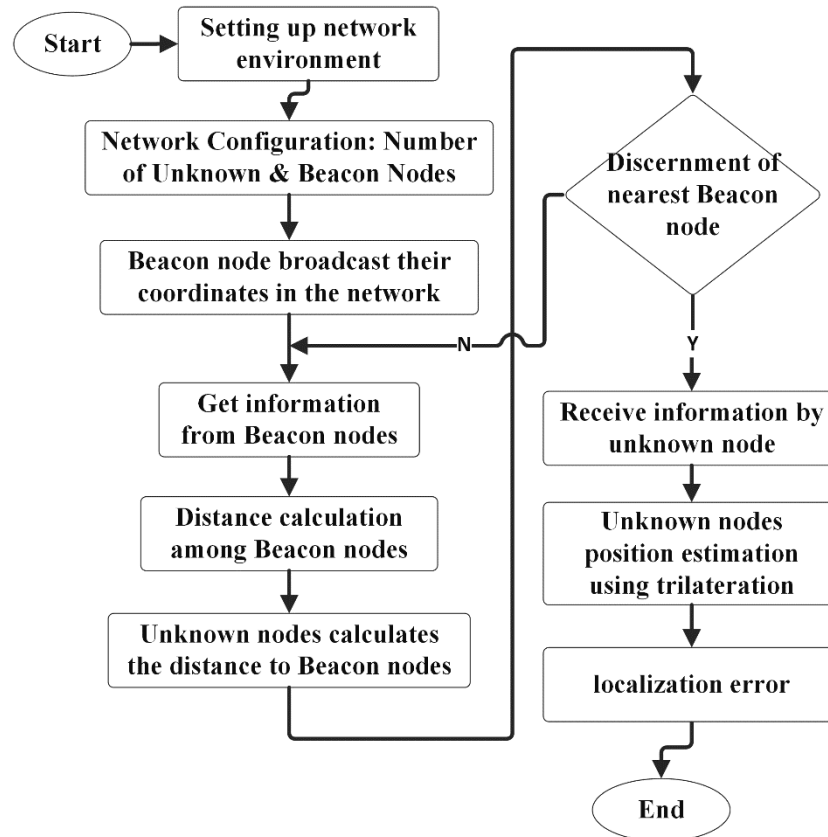 Start
Setting up network
environment
Network Configuration: Number
of Unknown & Beacon Nodes
Beacon node broadcast their
coordinates in the network
Get information
from Beacon nodes
Distance calculation
among Beacon nodes
Unknown nodes calculates
the distance to Beacon nodes
Discernment of
nearest Beacon
node
N
Y
Receive information by
unknown node
Unknown nodes
position estimation
using trilateration
localization error
End